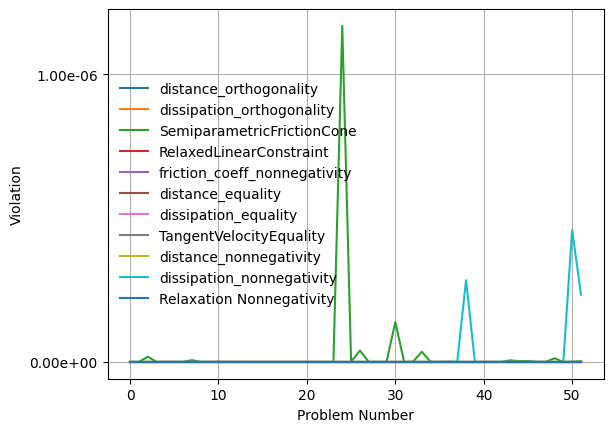 1.00e-06
0.00e+00
Violation
distance_orthogonality
dissipation_orthogonality
SemiparametricFrictionCone
RelaxedLinearConstraint
friction_coeff_nonnegativity
distance_equality
dissipation_equality
TangentVelocityEquality
distance_nonnegativity
dissipation_nonnegativity
Relaxation Nonnegativity
0 10 20 30 40 50
Problem Number